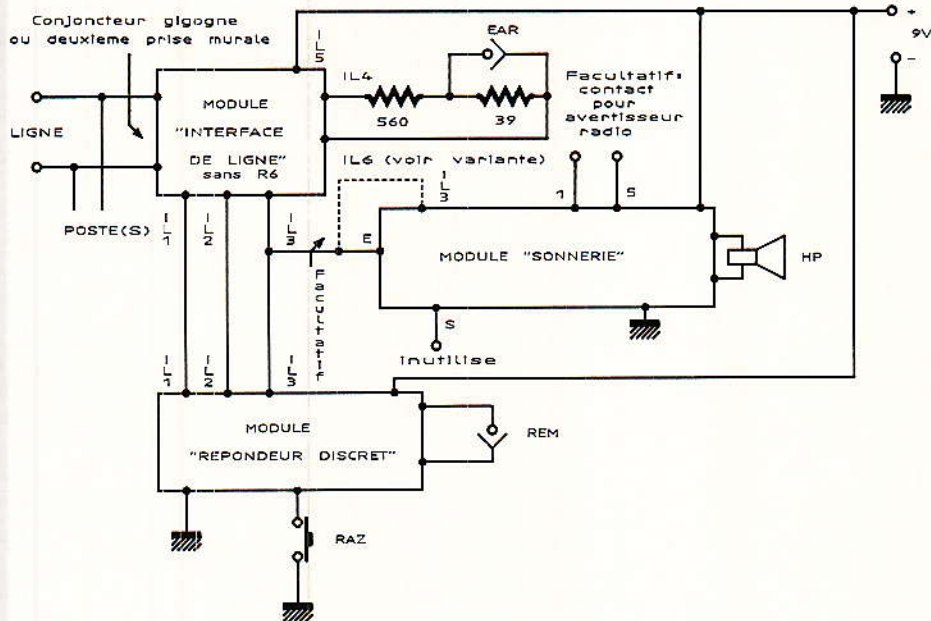 Conjoncteur gigogne
ou deuxieme prise murale
IL5
+
9V
-
EAR
IL4
560
39
Facultatif:
contact
pour
avertisseur
radio
MODULE
"INTERFACE
DE LIGNE"
sans R6
LIGNE
POSTE(S)
IL6 (voir variante)
IL3
1
S
IL1
IL2
IL3
E
MODULE "SONNERIE"
HP
Facultatif
S
inutilise
IL1
IL2
IL3
MODULE
"REPONDEUR DISCRET"
REM
RAZ